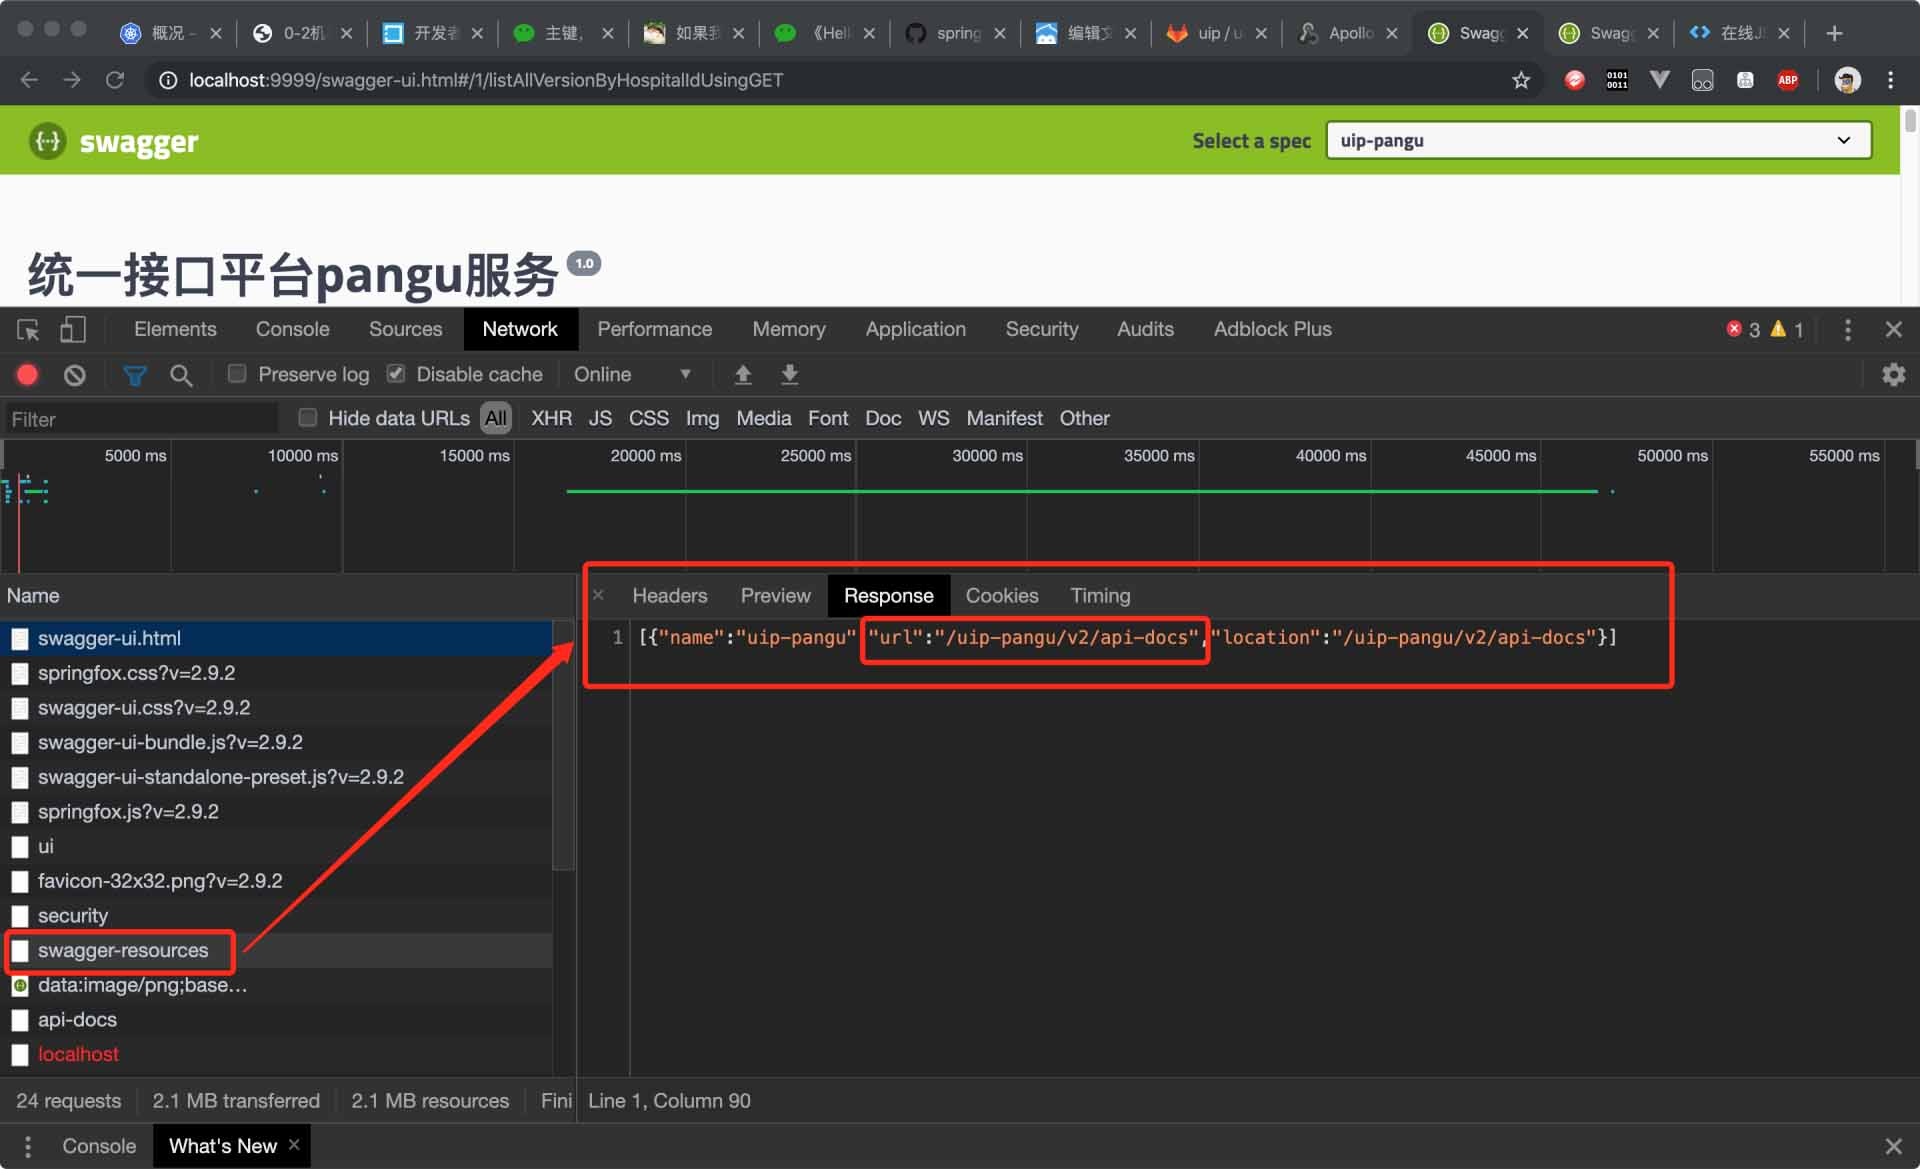 概况 -
0-2机
开发者
主键,
如果我
《Hell
spring
编辑文
uip / u
Apollo
Swagg
Swagg
在线JS
localhost:9999/swagger-ui.html#/1/listAllVersionByHospitalIdUsingGET
0101
0011
ABP
swagger
Select a spec
uip-pangu
统一接口平台pangu服务 1.0
Elements Console Sources Network Performance Memory Application Security Audits Adblock Plus 3 1
Preserve log Disable cache Online
Filter Hide data URLs All XHR JS CSS Img Media Font Doc WS Manifest Other
5000 ms 10000 ms 15000 ms 20000 ms 25000 ms 30000 ms 35000 ms 40000 ms 45000 ms 50000 ms 55000 ms
Name
Headers Preview Response Cookies Timing
1 [{"name":"uip-pangu","url":"/uip-pangu/v2/api-docs","location":"/uip-pangu/v2/api-docs"}]
swagger-ui.html
springfox.css?v=2.9.2
swagger-ui.css?v=2.9.2
swagger-ui-bundle.js?v=2.9.2
swagger-ui-standalone-preset.js?v=2.9.2
springfox.js?v=2.9.2
ui
favicon-32x32.png?v=2.9.2
security
swagger-resources
data:image/png;base…
api-docs
localhost
24 requests 2.1 MB transferred 2.1 MB resources Fini
Line 1, Column 90
Console What's New